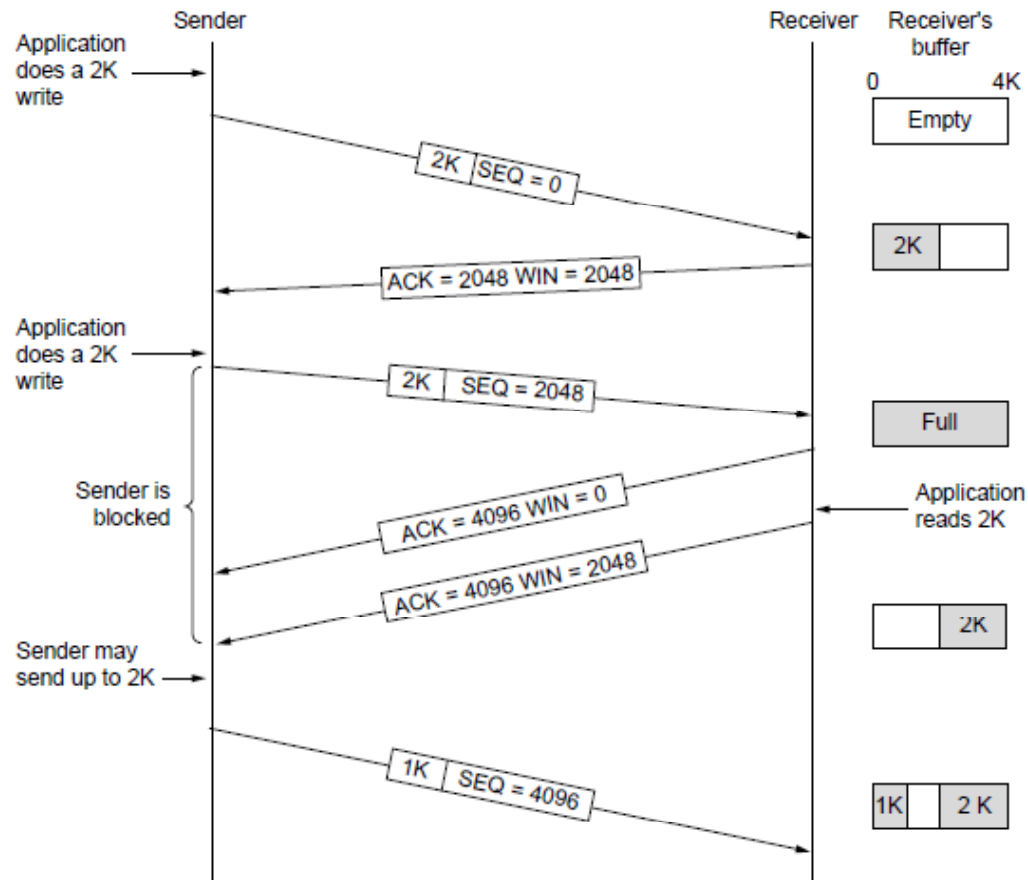 Sender
Receiver
Receiver's
buffer
Application
does a 2K
write
0 4K
Empty
2K SEQ = 0
2K
ACK = 2048 WIN = 2048
Application
does a 2K
write
2K SEQ = 2048
Full
Sender is
blocked
ACK = 4096 WIN = 0
Application
reads 2K
ACK = 4096 WIN = 2048
2K
Sender may
send up to 2K
1K SEQ = 4096
1K 2 K